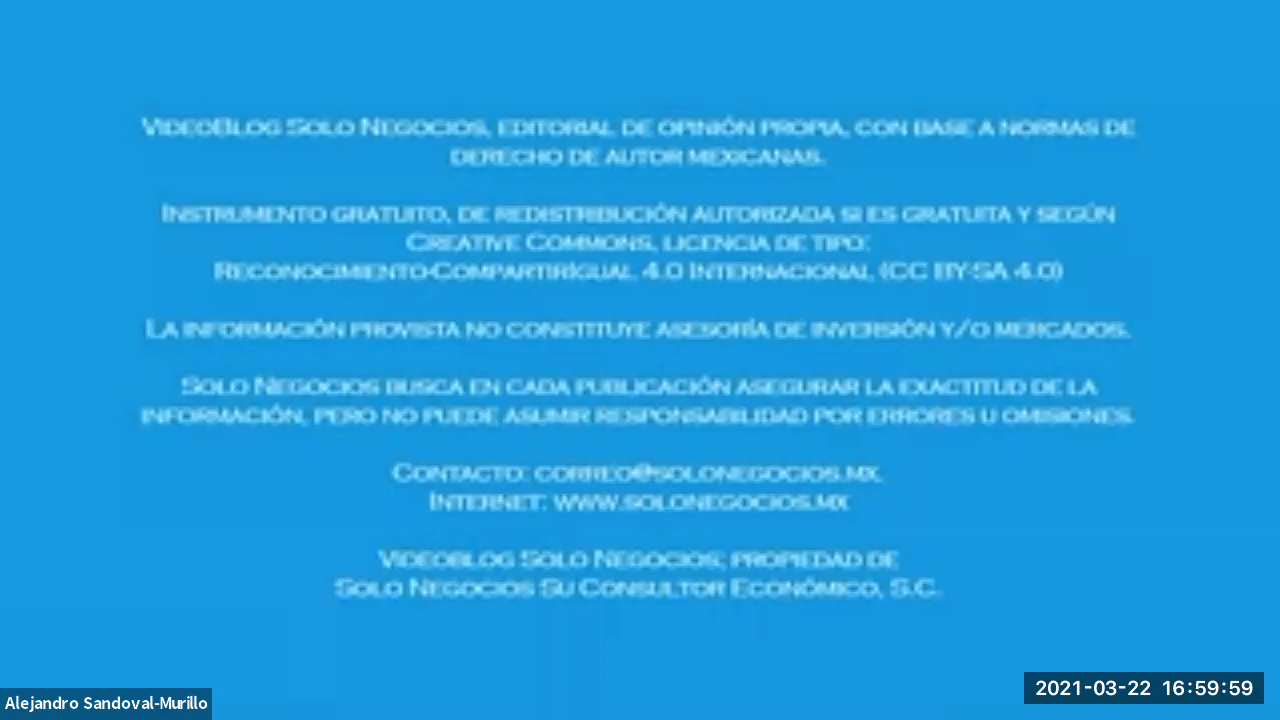 VideoBlog Solo Negocios, editorial de opinión propia, con base a normas de
derecho de autor mexicanas.
Instrumento gratuito, de redistribución autorizada si es gratuita y según
Creative Commons, licencia de tipo:
Reconocimiento-CompartirIgual 4.0 Internacional (CC BY-SA 4.0)
La información provista no constituye asesoría de inversión y/o mercados.
Solo Negocios busca en cada publicación asegurar la exactitud de la
información, pero no puede asumir responsabilidad por errores u omisiones.
Contacto: correo@solonegocios.mx.
Internet: www.solonegocios.mx
Videoblog Solo Negocios; propiedad de
Solo Negocios Su Consultor Económico, S.C.
Alejandro Sandoval-Murillo
2021-03-22 16:59:59